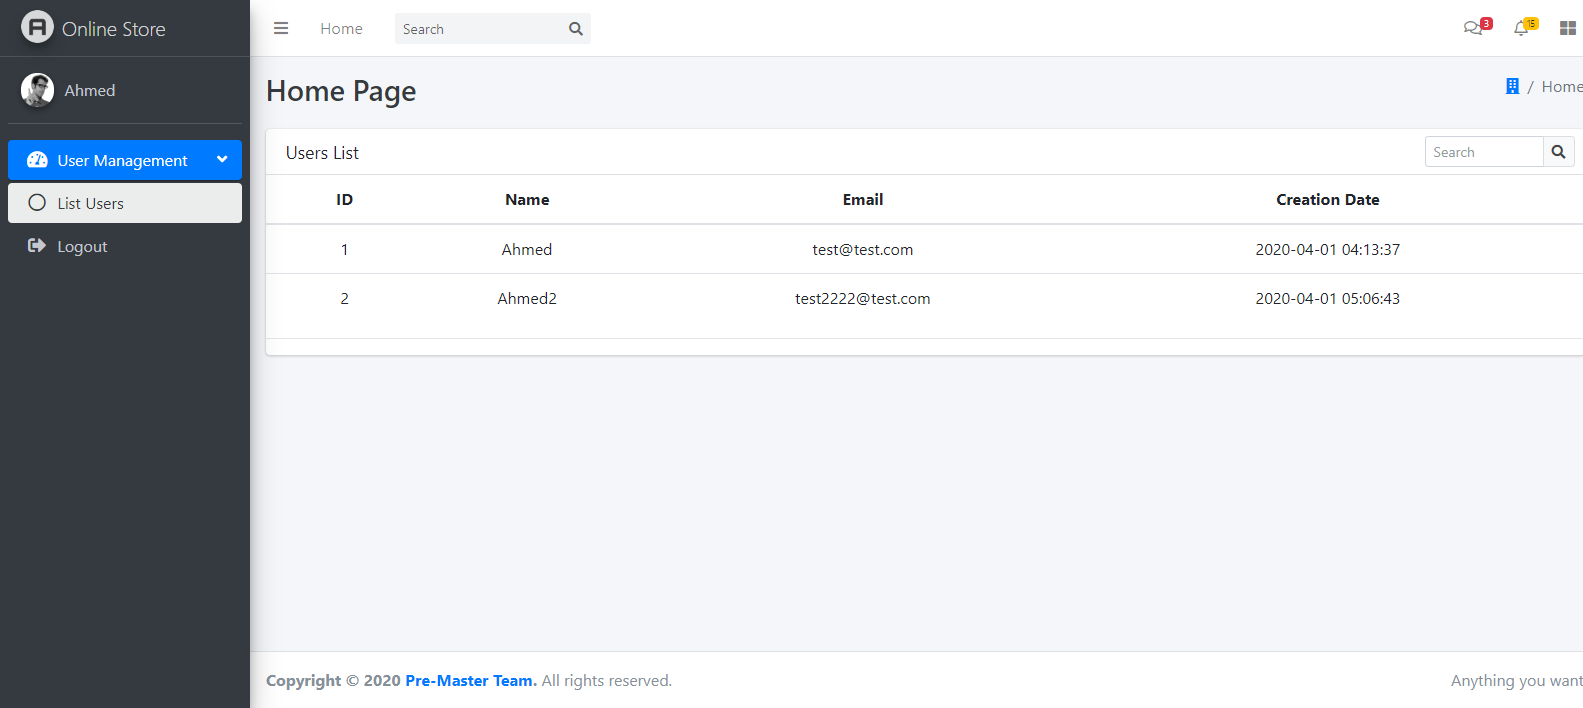 Online Store
Home
Search
3
15
Ahmed
Home Page
/ Home
User Management
List Users
Logout
Users List
Search
ID Name Email Creation Date
1 Ahmed test@test.com 2020-04-01 04:13:37
2 Ahmed2 test2222@test.com 2020-04-01 05:06:43
Copyright © 2020 Pre-Master Team. All rights reserved.
Anything you want